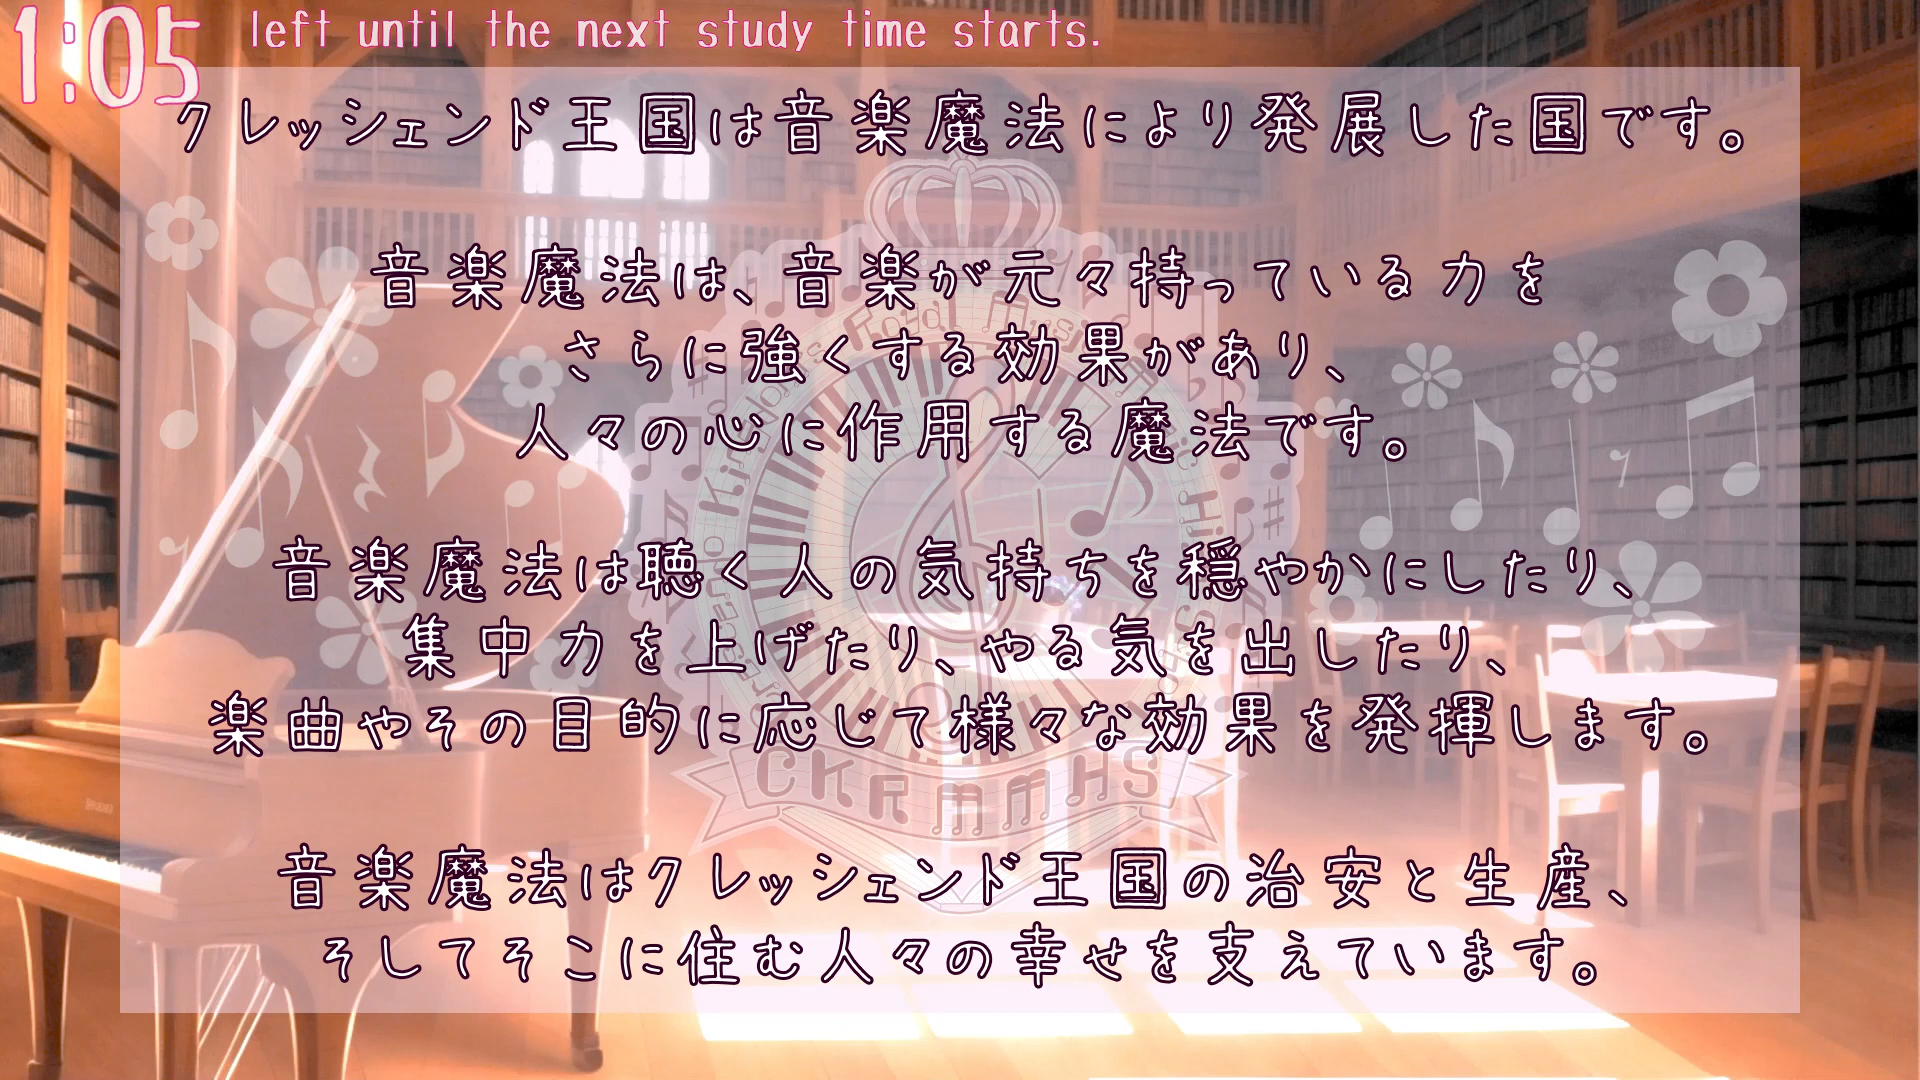 1:05 left until the next study time starts.
クレッシェンド王国は音楽魔法により発展した国です。
音楽魔法は、音楽が元々持っている力を
さらに強くする効果があり、
人々の心に作用する魔法です。
音楽魔法は聴く人の気持ちを穏やかにしたり、
集中力を上げたり、やる気を出したり、
楽曲やその目的に応じて様々な効果を発揮します。
CKRMMHS
音楽魔法はクレッシェンド王国の治安と生産、
そしてそこに住む人々の幸せを支えています。